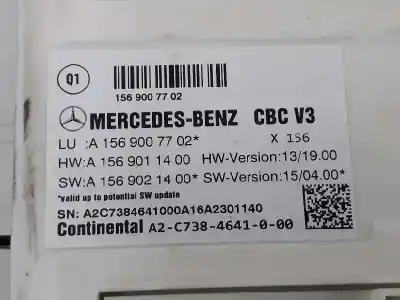 Q1
156 900 77 02
MERCEDES-BENZ CBC V3
LU :A 156 900 77 02* X 156
HW:A 156 901 14 00 HW-Version:13/19.00
SW:A 156 902 14 00* SW-Version:15/04.00*
*valid up to potential SW update
SN: A2C7384641000A16A2301140
Continental A2-C738-4641-0-00